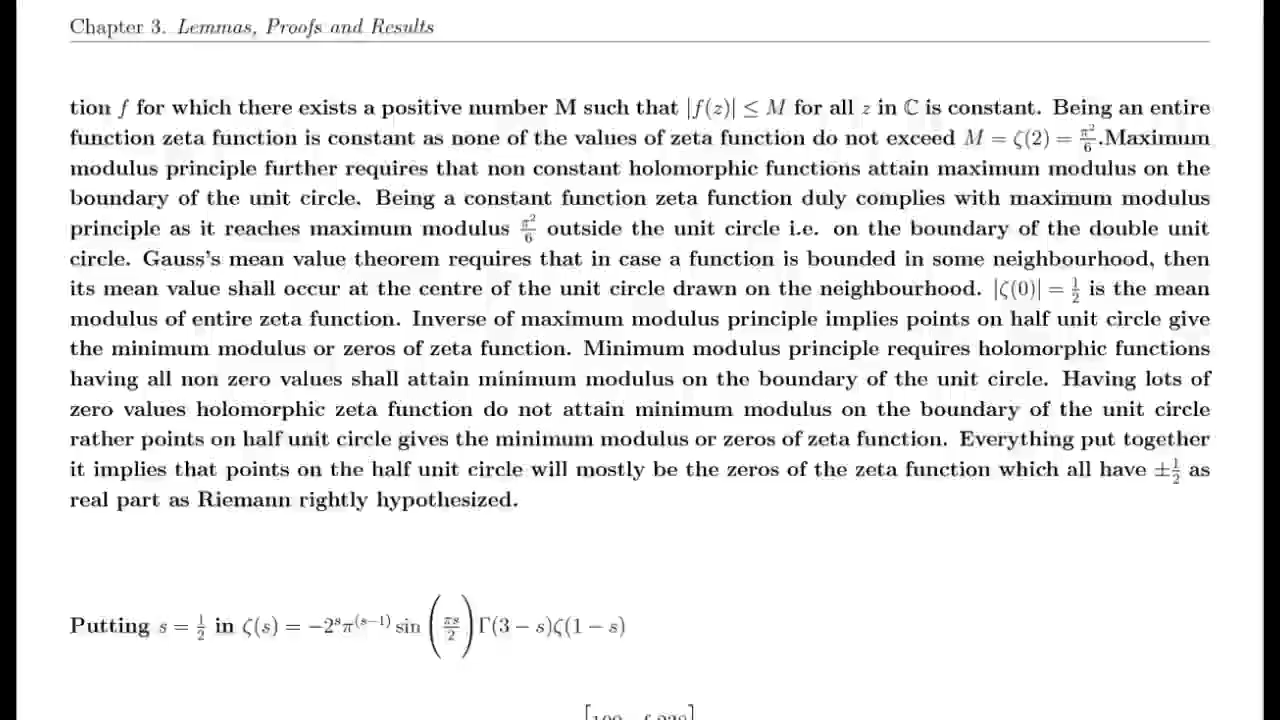 Chapter 3. Lemmas, Proofs and Results
tion f for which there exists a positive number M such that |f(z)| ≤ M for all z in ℂ is constant. Being an entire
function zeta function is constant as none of the values of zeta function do not exceed M = ζ(2) = π²/6.Maximum
modulus principle further requires that non constant holomorphic functions attain maximum modulus on the
boundary of the unit circle. Being a constant function zeta function duly complies with maximum modulus
principle as it reaches maximum modulus π²/6 outside the unit circle i.e. on the boundary of the double unit
circle. Gauss's mean value theorem requires that in case a function is bounded in some neighbourhood, then
its mean value shall occur at the centre of the unit circle drawn on the neighbourhood. |ζ(0)| = 1/2 is the mean
modulus of entire zeta function. Inverse of maximum modulus principle implies points on half unit circle give
the minimum modulus or zeros of zeta function. Minimum modulus principle requires holomorphic functions
having all non zero values shall attain minimum modulus on the boundary of the unit circle. Having lots of
zero values holomorphic zeta function do not attain minimum modulus on the boundary of the unit circle
rather points on half unit circle gives the minimum modulus or zeros of zeta function. Everything put together
it implies that points on the half unit circle will mostly be the zeros of the zeta function which all have ±1/2 as
real part as Riemann rightly hypothesized.
Putting s = 1/2 in ζ(s) = −2^s π^(s−1) sin(πs/2) Γ(3 − s)ζ(1 − s)